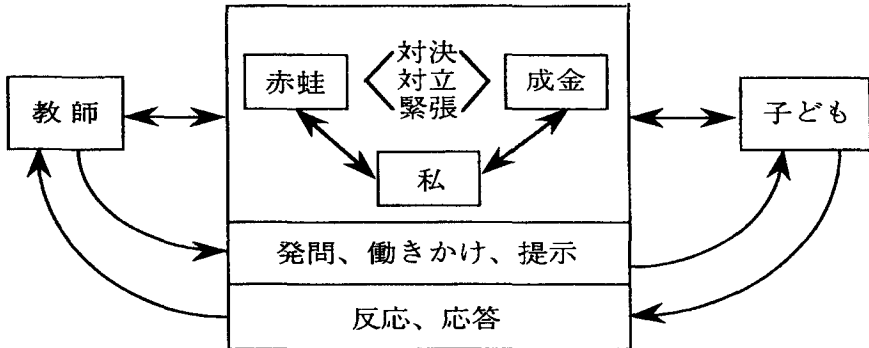 教師
赤蛙
対決
対立
緊張
成金
私
子ども
発問、働きかけ、提示
反応、応答